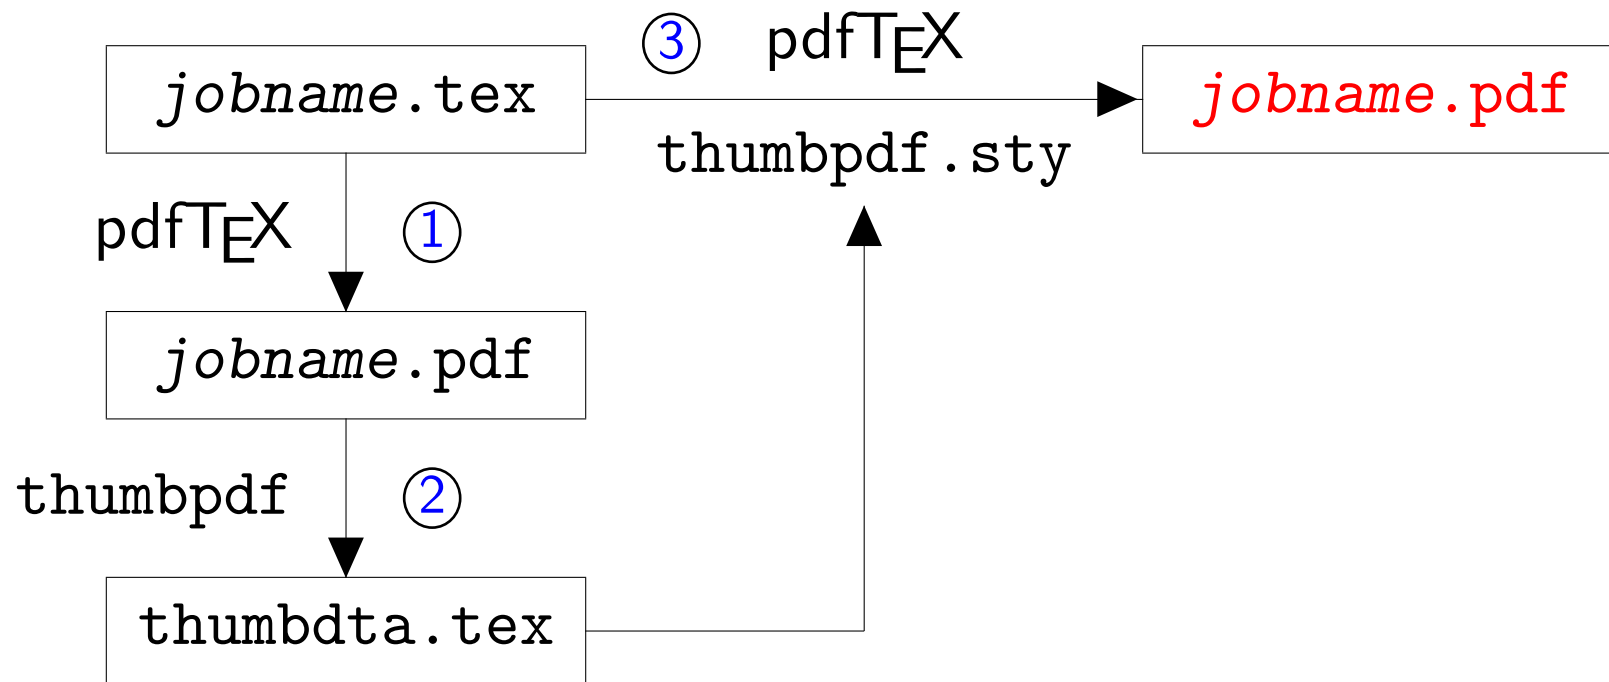 3 pdfTEX
jobname.tex
jobname.pdf
thumbpdf.sty
pdfTEX 1
jobname.pdf
thumbpdf 2
thumbdta.tex